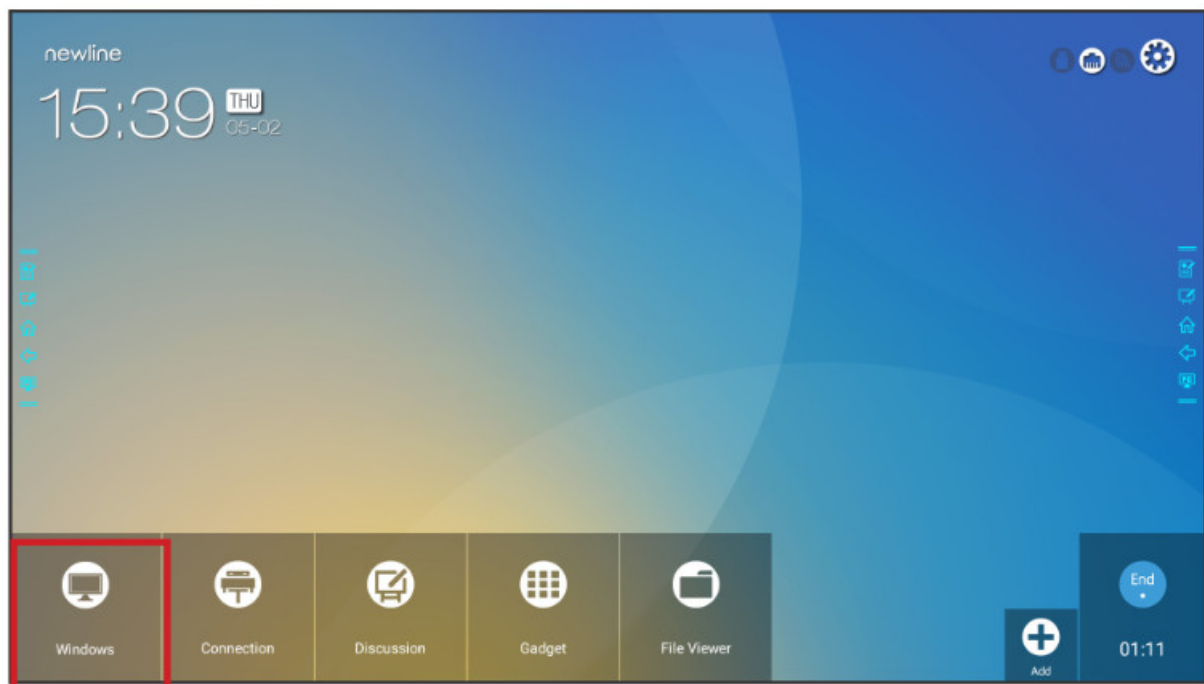 newline
15:39 THU
05-02
Windows
Connection
Discussion
Gadget
File Viewer
Add
End
01:11